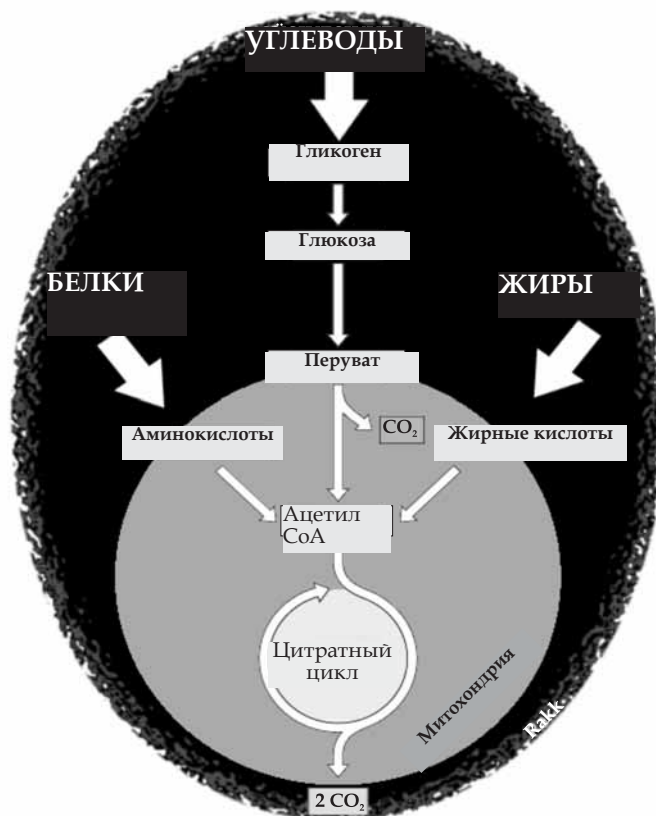 УГЛЕВОДЫ
Гликоген
Глюкоза
БЕЛКИ
ЖИРЫ
Перуват
Аминокислоты
CO₂
Жирные кислоты
Ацетил
CoA
Цитратный
цикл
Митохондрия
Rakk
2 CO₂